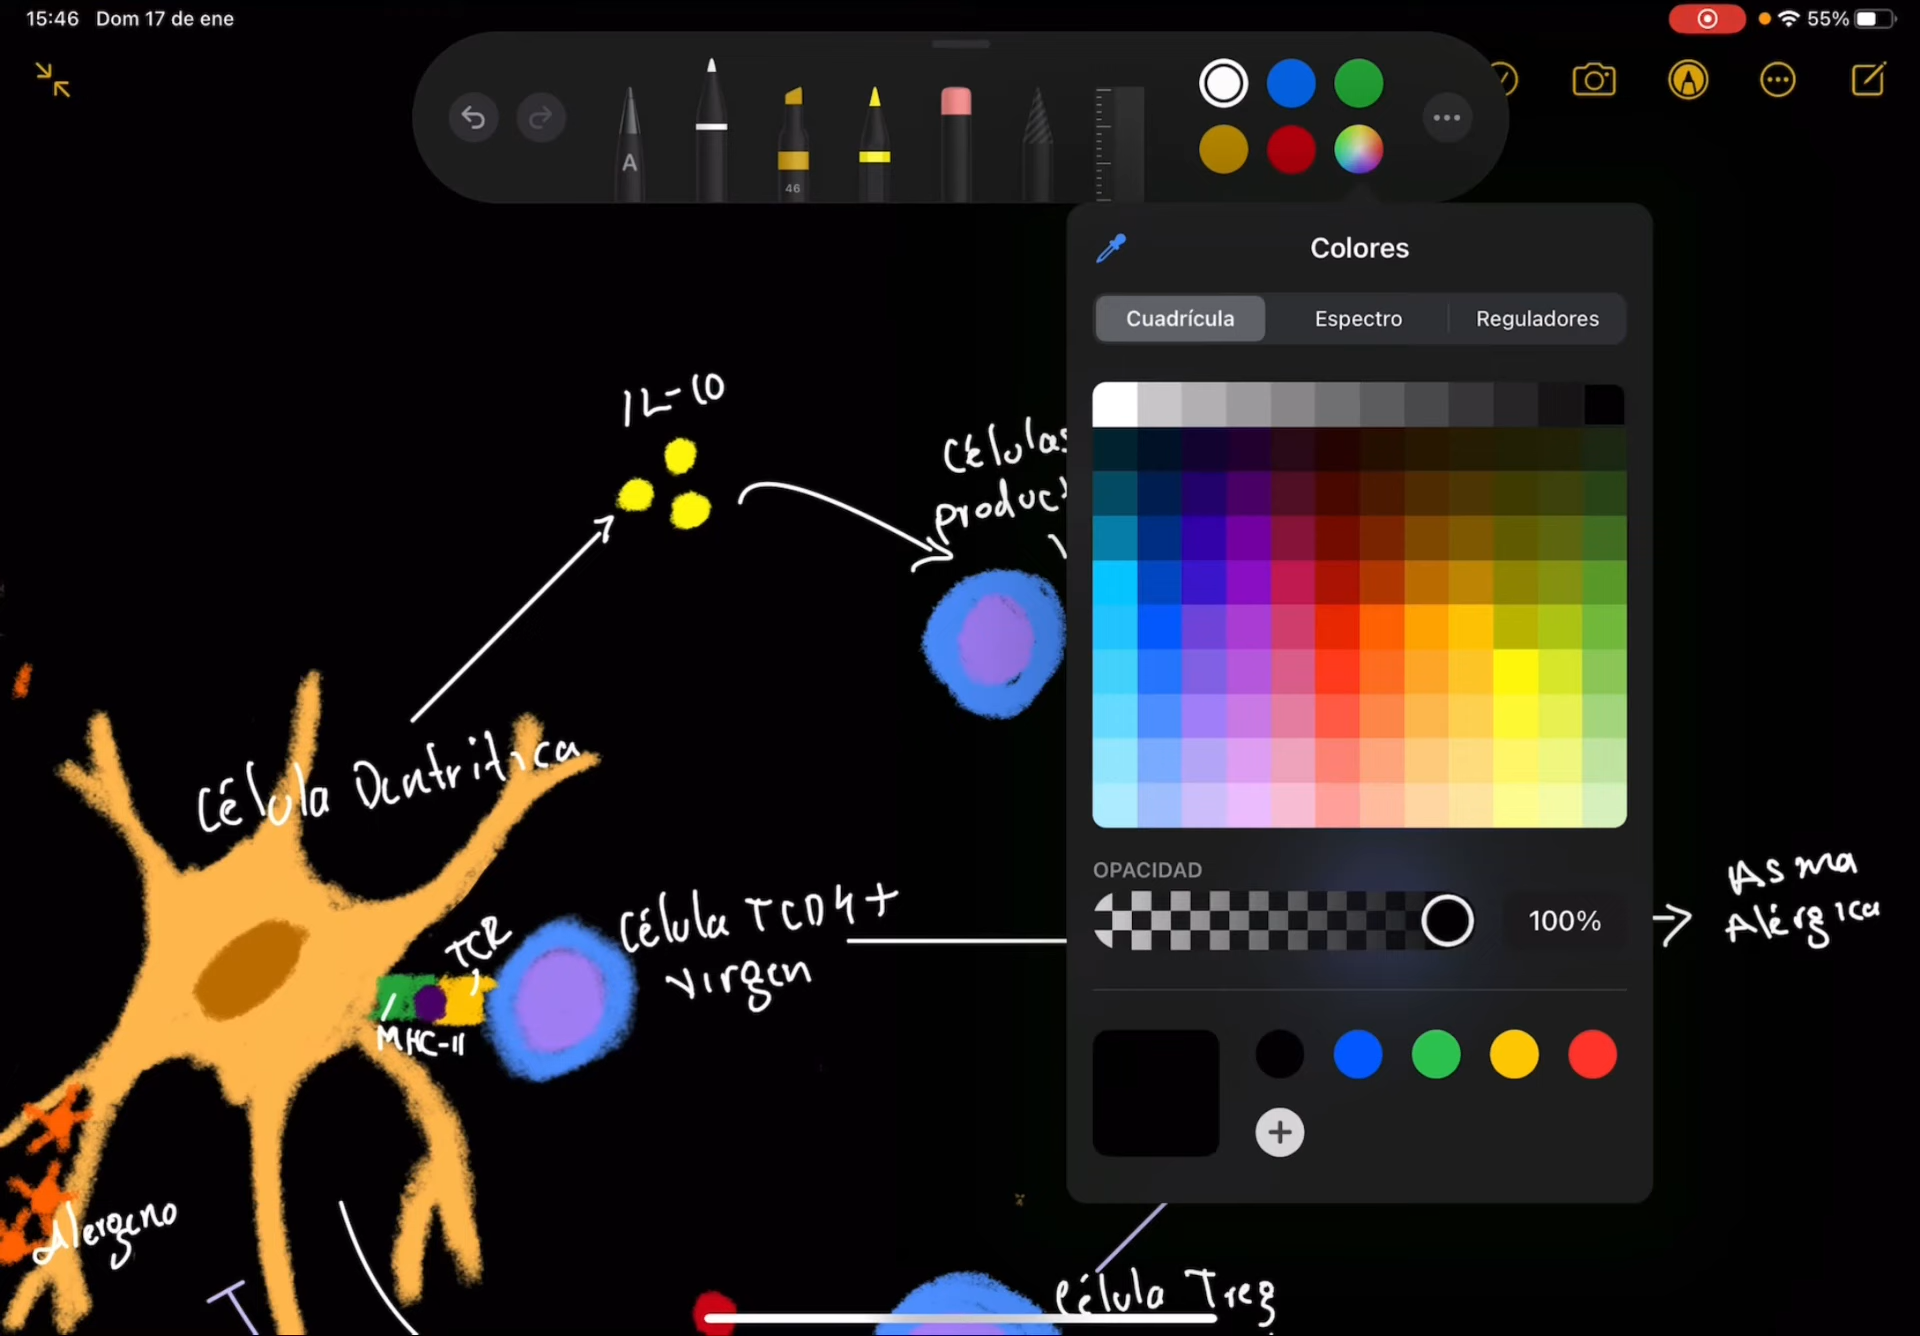 15:46 Dom 17 de ene
55%
A
46
Colores
Cuadrícula
Espectro
Reguladores
IL-10
Células
produc
Célula Dentritica
OPACIDAD
100%
Asma
Alérgica
TCR
Célula TCD4+
virgen
MHC-II
Alergeno
Célula Treg